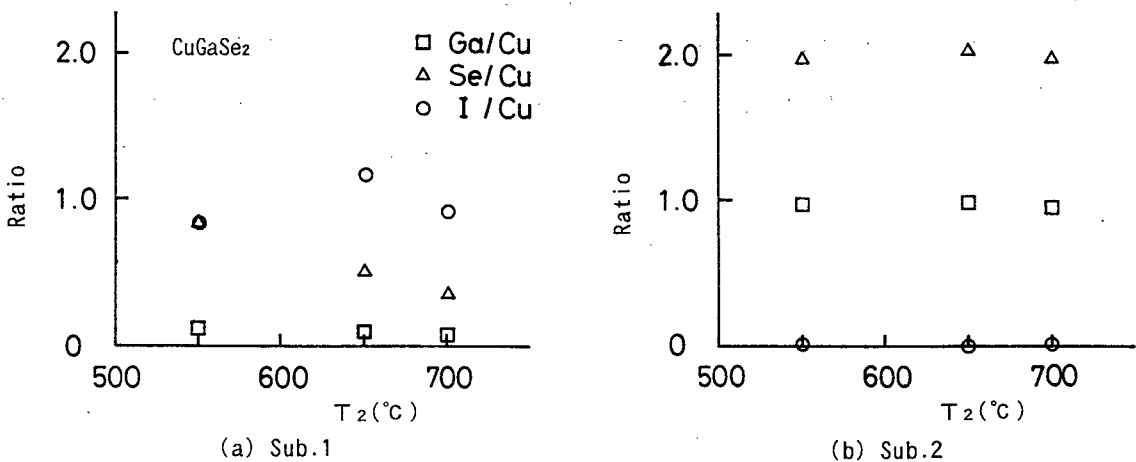 CuGaSe2
□ Ga/Cu
△ Se/Cu
○ I/Cu
2.0
1.0
0
Ratio
500
600
700
T2(°C)
(a) Sub.1
2.0
1.0
0
Ratio
500
600
700
T2(°C)
(b) Sub.2